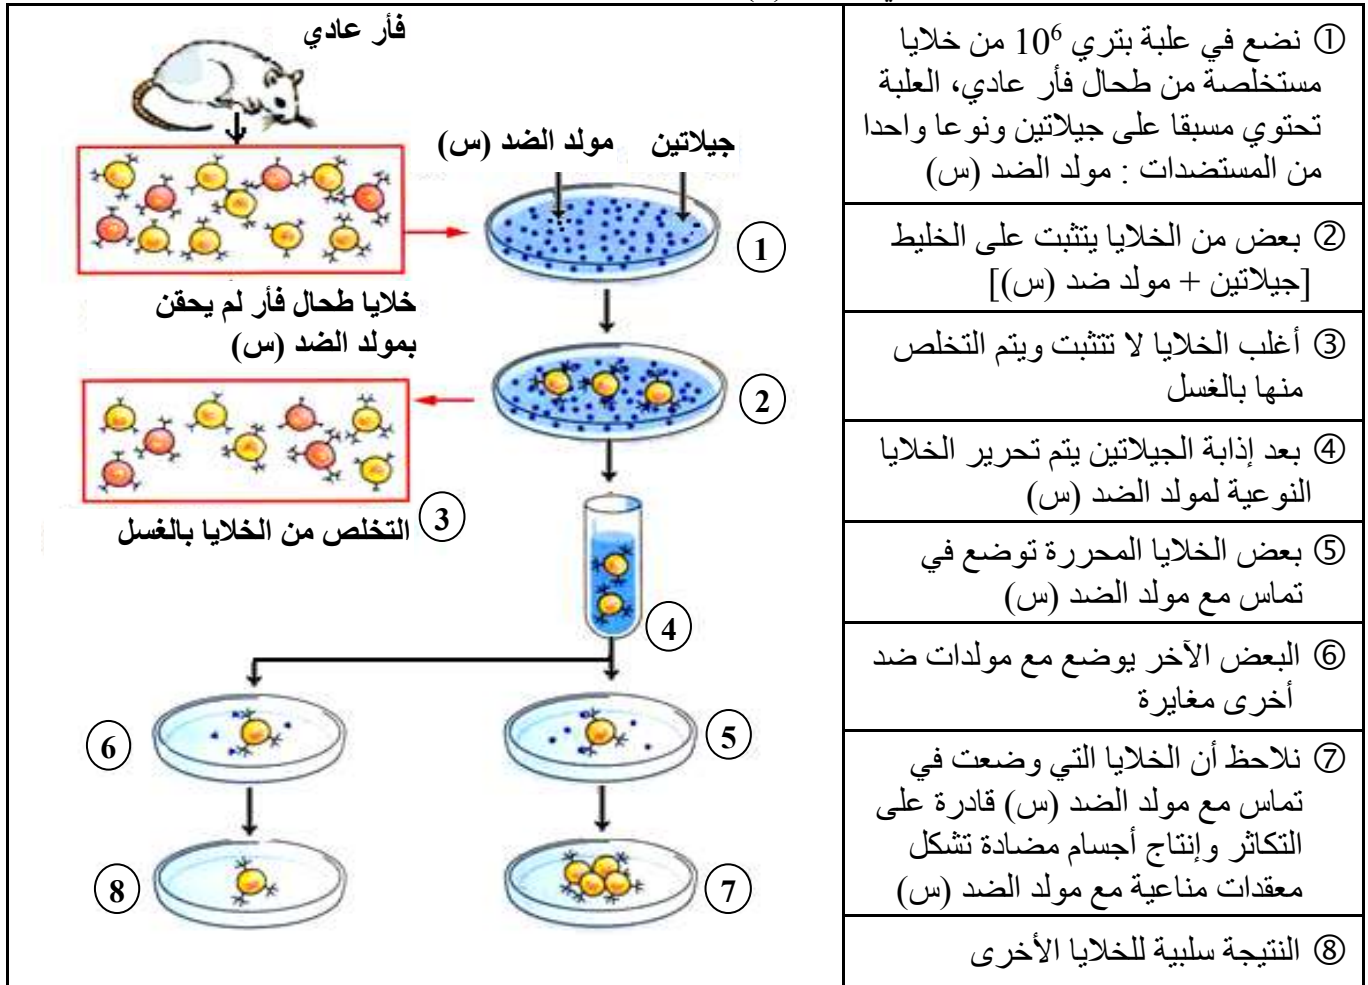 ① نضع في علبة بتري 10⁶ من خلايا
مستخلصة من طحال فأر عادي، العلبة
تحتوي مسبقا على جيلاتين ونوعا واحدا
من المستضدات : مولد الضد (س)
② بعض من الخلايا يتثبت على الخليط
[جيلاتين + مولد ضد (س)]
③ أغلب الخلايا لا تتثبت ويتم التخلص
منها بالغسل
④ بعد إذابة الجيلاتين يتم تحرير الخلايا
النوعية لمولد الضد (س)
⑤ بعض الخلايا المحررة توضع في
تماس مع مولد الضد (س)
⑥ البعض الآخر يوضع مع مولدات ضد
أخرى مغايرة
⑦ نلاحظ أن الخلايا التي وضعت في
تماس مع مولد الضد (س) قادرة على
التكاثر وإنتاج أجسام مضادة تشكل
معقدات مناعية مع مولد الضد (س)
⑧ النتيجة سلبية للخلايا الأخرى
فأر عادي
جيلاتين
مولد الضد (س)
1
خلايا طحال فأر لم يحقن
بمولد الضد (س)
2
3
التخلص من الخلايا بالغسل
4
5
6
7
8